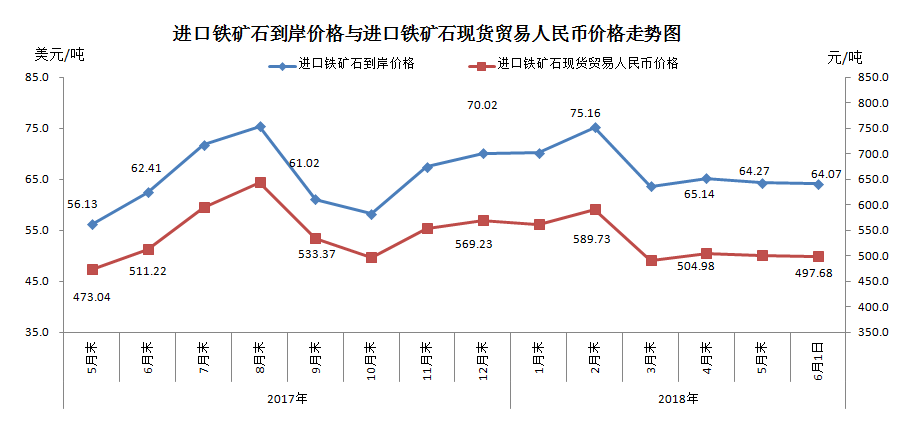 进口铁矿石到岸价格与进口铁矿石现货贸易人民币价格走势图
美元/吨
元/吨
进口铁矿石到岸价格
进口铁矿石现货贸易人民币价格
85.0
75.0
65.0
55.0
45.0
35.0
850.0
800.0
750.0
700.0
650.0
600.0
550.0
500.0
450.0
400.0
350.0
56.13
62.41
61.02
70.02
75.16
65.14
64.27
64.07
473.04
511.22
533.37
569.23
589.73
504.98
497.68
5月末
6月末
7月末
8月末
9月末
10月末
11月末
12月末
1月末
2月末
3月末
4月末
5月末
6月1日
2017年
2018年